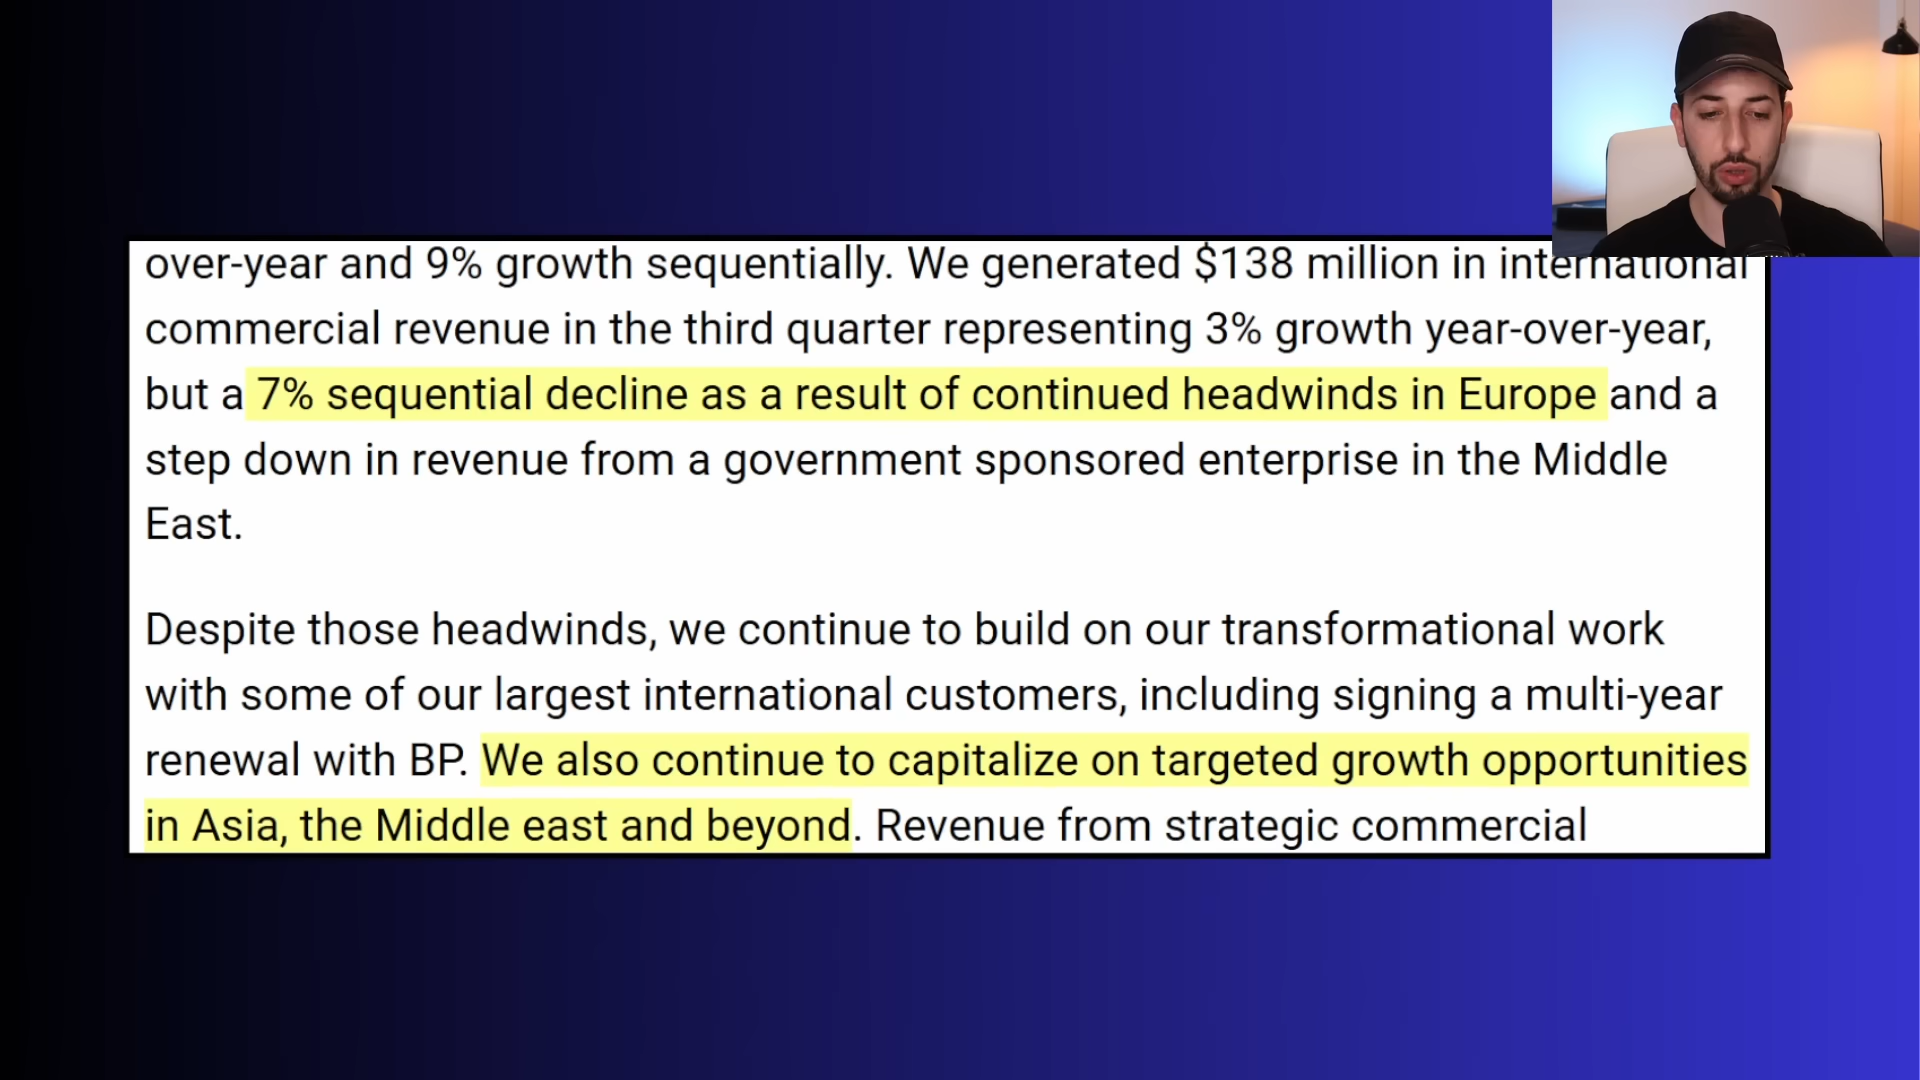 over-year and 9% growth sequentially. We generated $138 million in international
commercial revenue in the third quarter representing 3% growth year-over-year,
but a 7% sequential decline as a result of continued headwinds in Europe and a
step down in revenue from a government sponsored enterprise in the Middle
East.
Despite those headwinds, we continue to build on our transformational work
with some of our largest international customers, including signing a multi-year
renewal with BP. We also continue to capitalize on targeted growth opportunities
in Asia, the Middle east and beyond. Revenue from strategic commercial